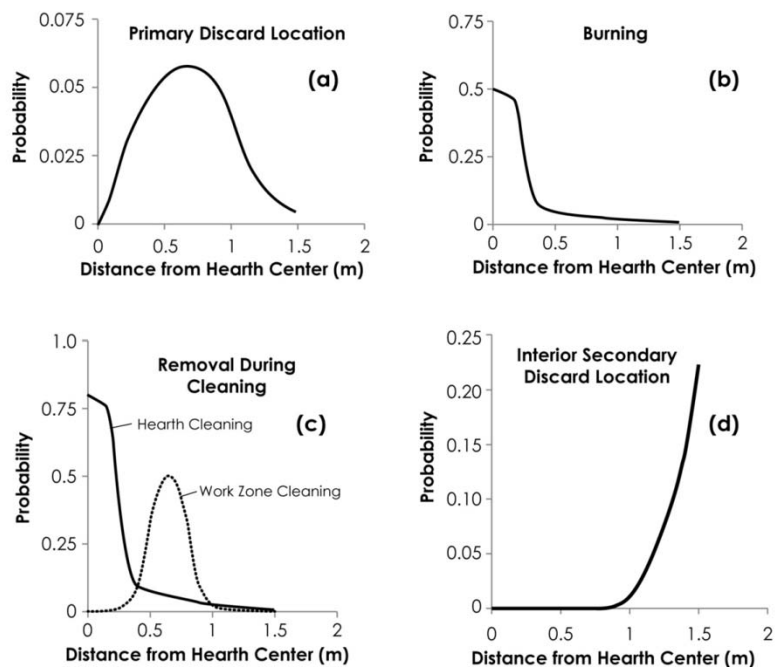 Primary Discard Location
(a)
Probability
0.075
0.05
0.025
0
0 0.5 1 1.5 2
Distance from Hearth Center (m)
Burning
(b)
Probability
0.75
0.5
0.25
0
0 0.5 1 1.5 2
Distance from Hearth Center (m)
Removal During
Cleaning
(c)
Hearth Cleaning
Work Zone Cleaning
Probability
1.0
0.75
0.5
0.25
0
0 0.5 1 1.5 2
Distance from Hearth Center (m)
Interior Secondary
Discard Location
(d)
Probability
0.25
0.20
0.15
0.10
0.05
0
0 0.5 1 1.5 2
Distance from Hearth Center (m)